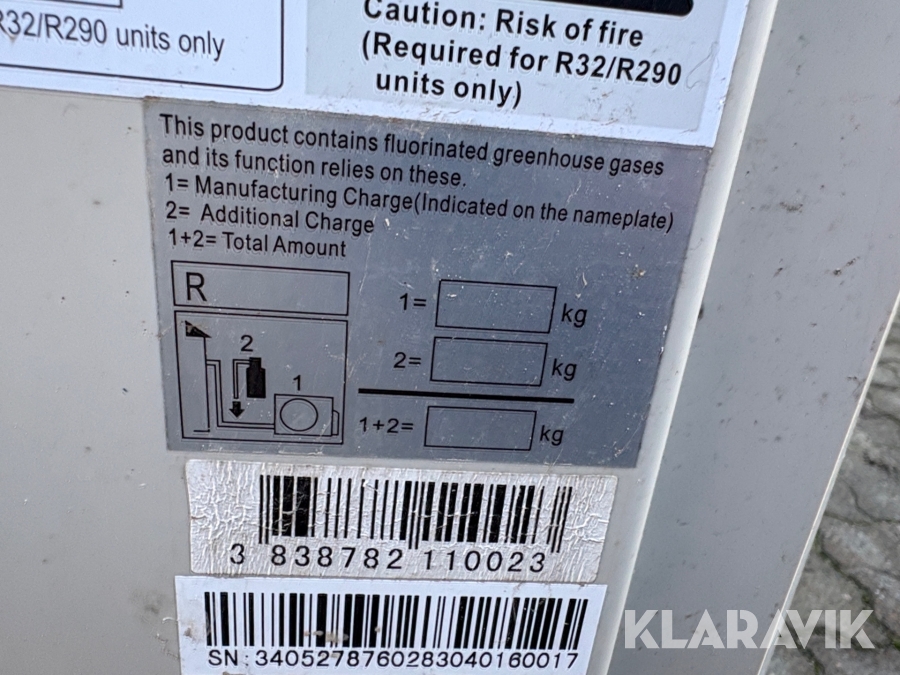 R32/R290 units only
Caution: Risk of fire
(Required for R32/R290
units only)
This product contains fluorinated greenhouse gases
and its function relies on these.
1= Manufacturing Charge(Indicated on the nameplate)
2= Additional Charge
1+2= Total Amount
R
1= kg
2= kg
1+2= kg
2
1
3 838782 110023
SN:3405278760283040160017
KLARAVIK